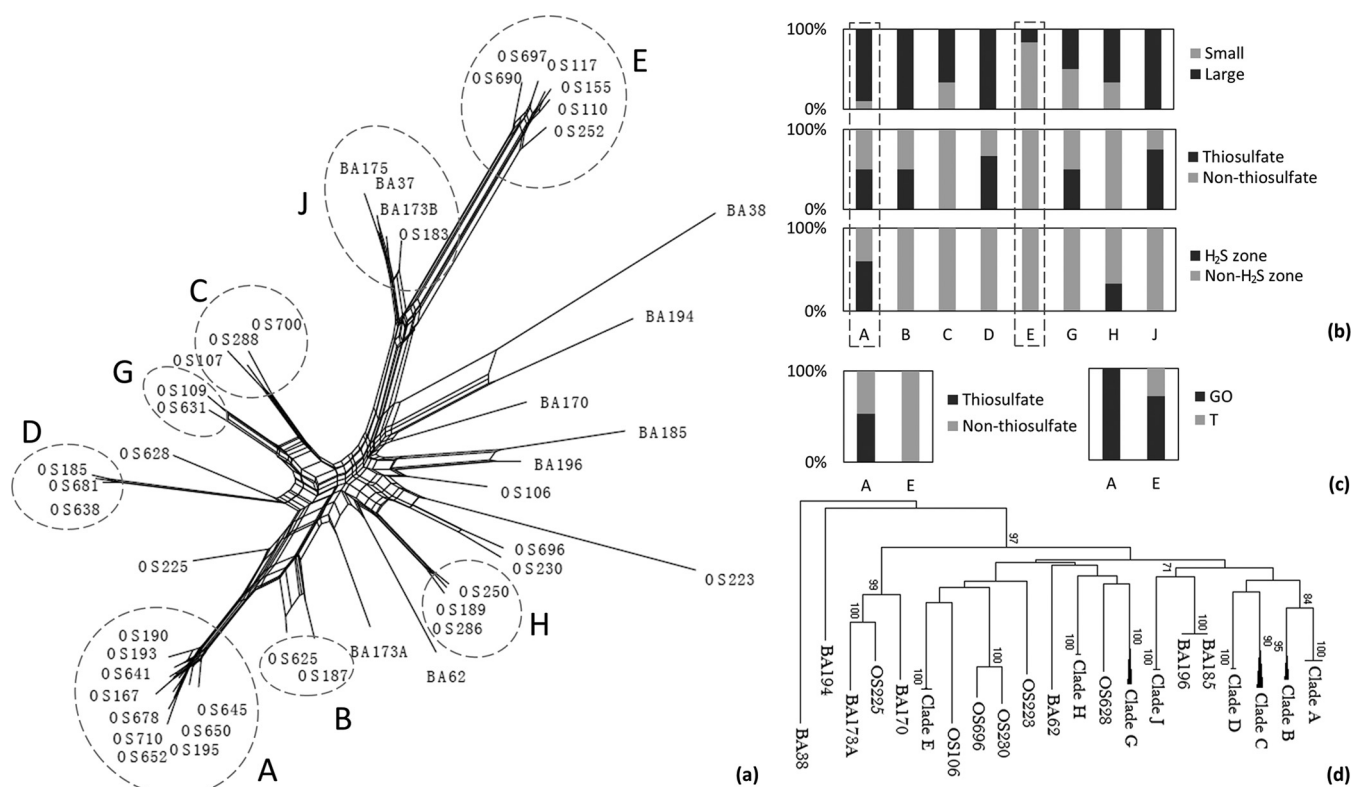 OS697
OS117
OS690
OS155
OS110
OS252
E
BA175
BA37
BA173B
OS183
J
BA38
C
OS700
OS288
OS107
BA194
G
OS109
OS631
BA170
D
OS628
BA185
OS185
OS681
OS638
BA196
OS106
OS225
OS696
OS230
OS223
OS250
OS189
OS286
H
OS190
OS193
OS641
OS167
OS678
OS710
OS652
OS645
OS650
OS195
A
OS625
OS187
B
BA173A
BA62
(a)
100%
0%
Small
Large
100%
0%
Thiosulfate
Non-thiosulfate
100%
0%
H2S zone
Non-H2S zone
A B C D E G H J
(b)
100%
0%
Thiosulfate
Non-thiosulfate
A E
GO
T
A E
(c)
97
99
71
84
100
100
100
100
100
100
100
100
90
95
100
BA38
BA194
BA173A
OS225
BA170
Clade E
OS106
OS696
OS230
OS223
BA62
Clade H
OS628
Clade G
Clade J
BA196
BA185
Clade D
Clade C
Clade B
Clade A
(d)